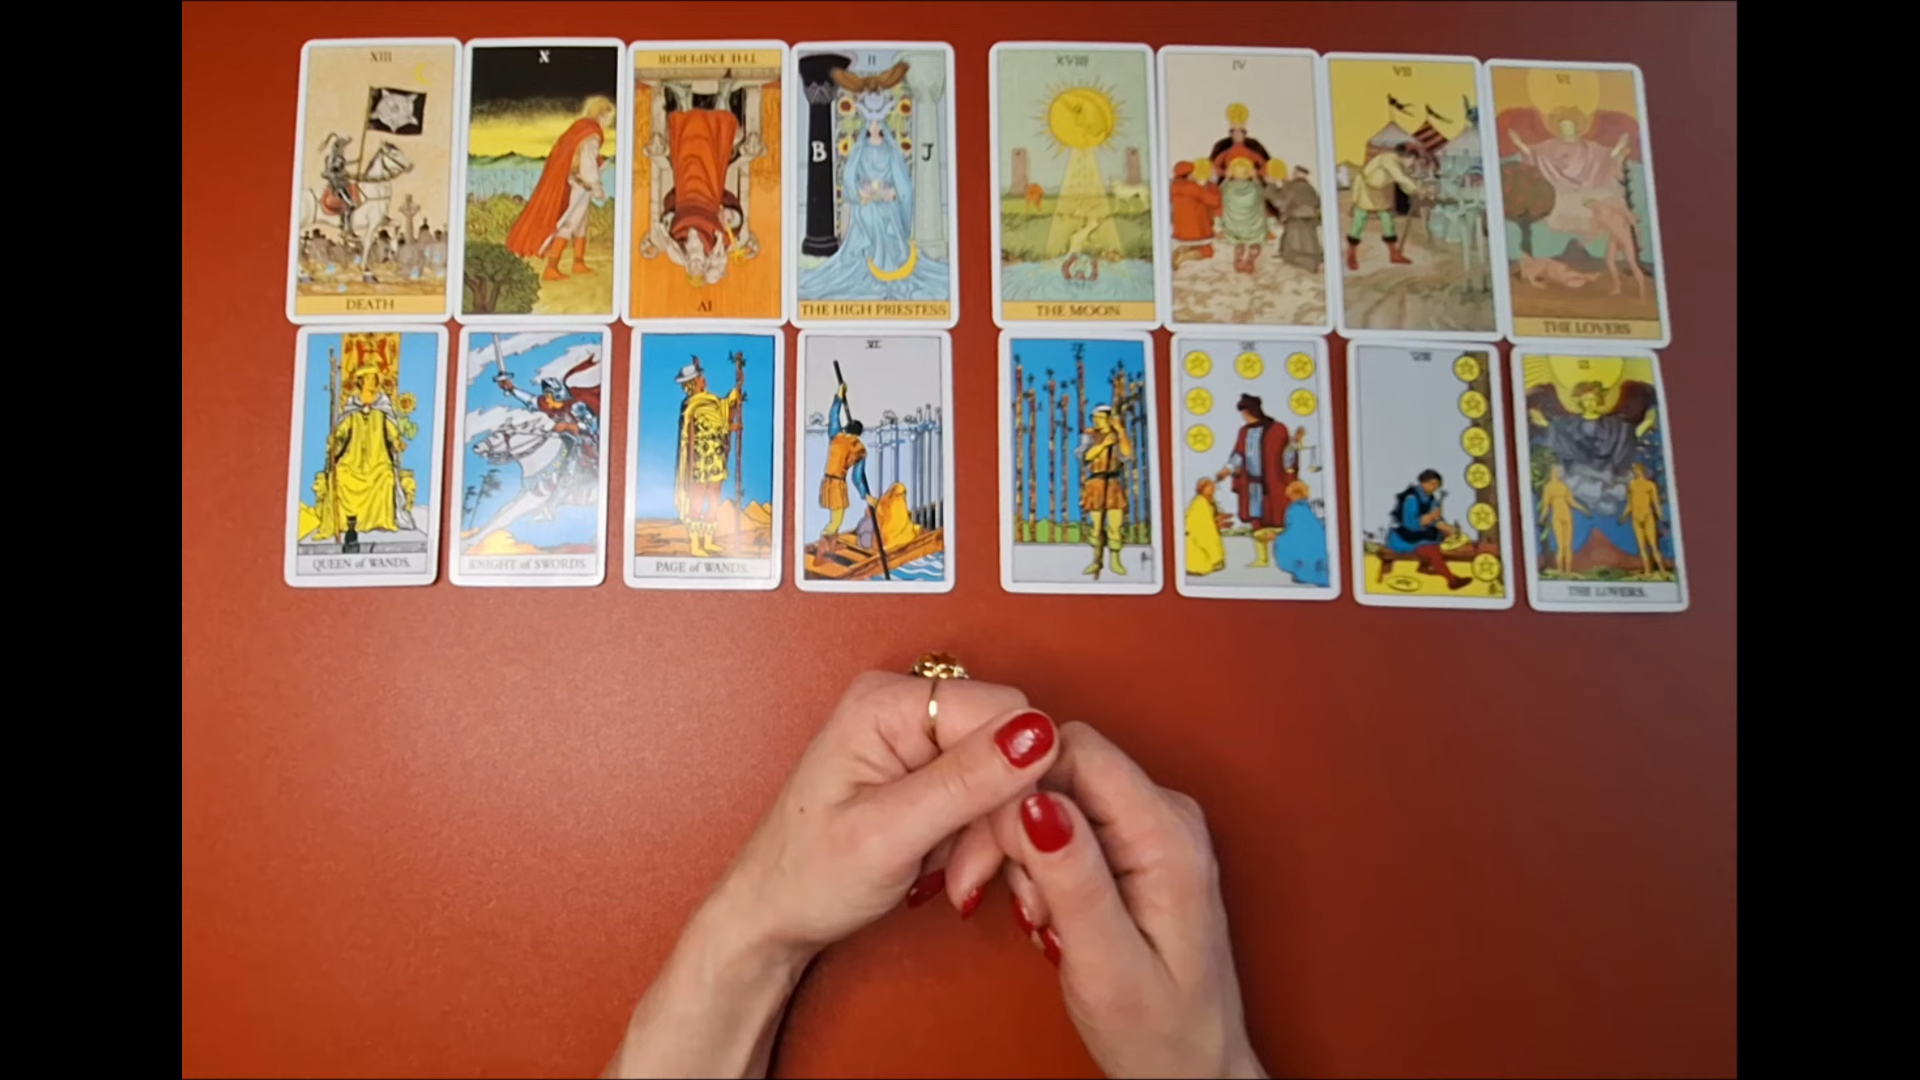 XIII
X
THE EMPEROR
II
XVIII
IV
VII
VI
B
J
DEATH
IV
THE HIGH PRIESTESS
THE MOON
THE LOVERS
VI
QUEEN of WANDS.
KNIGHT of SWORDS.
PAGE of WANDS.
THE LOVERS.